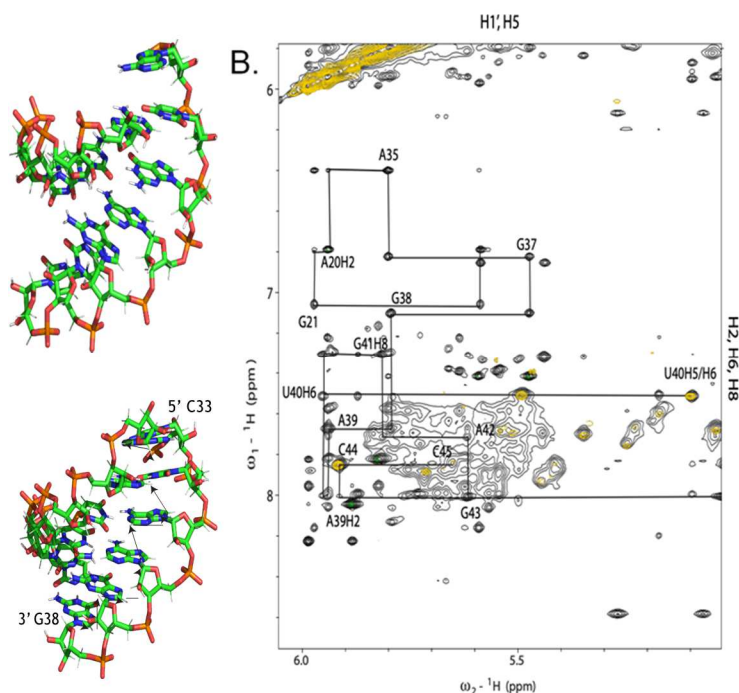 H1', H5
B.
6
A35
A20H2
G37
7
G21
G38
G41H8
U40H6
U40H5/H6
A39
A42
C44
C45
8
A39H2
G43
6.0
5.5
ω1 - 1H (ppm)
ω2 - 1H (ppm)
H2, H6, H8
5' C33
3' G38